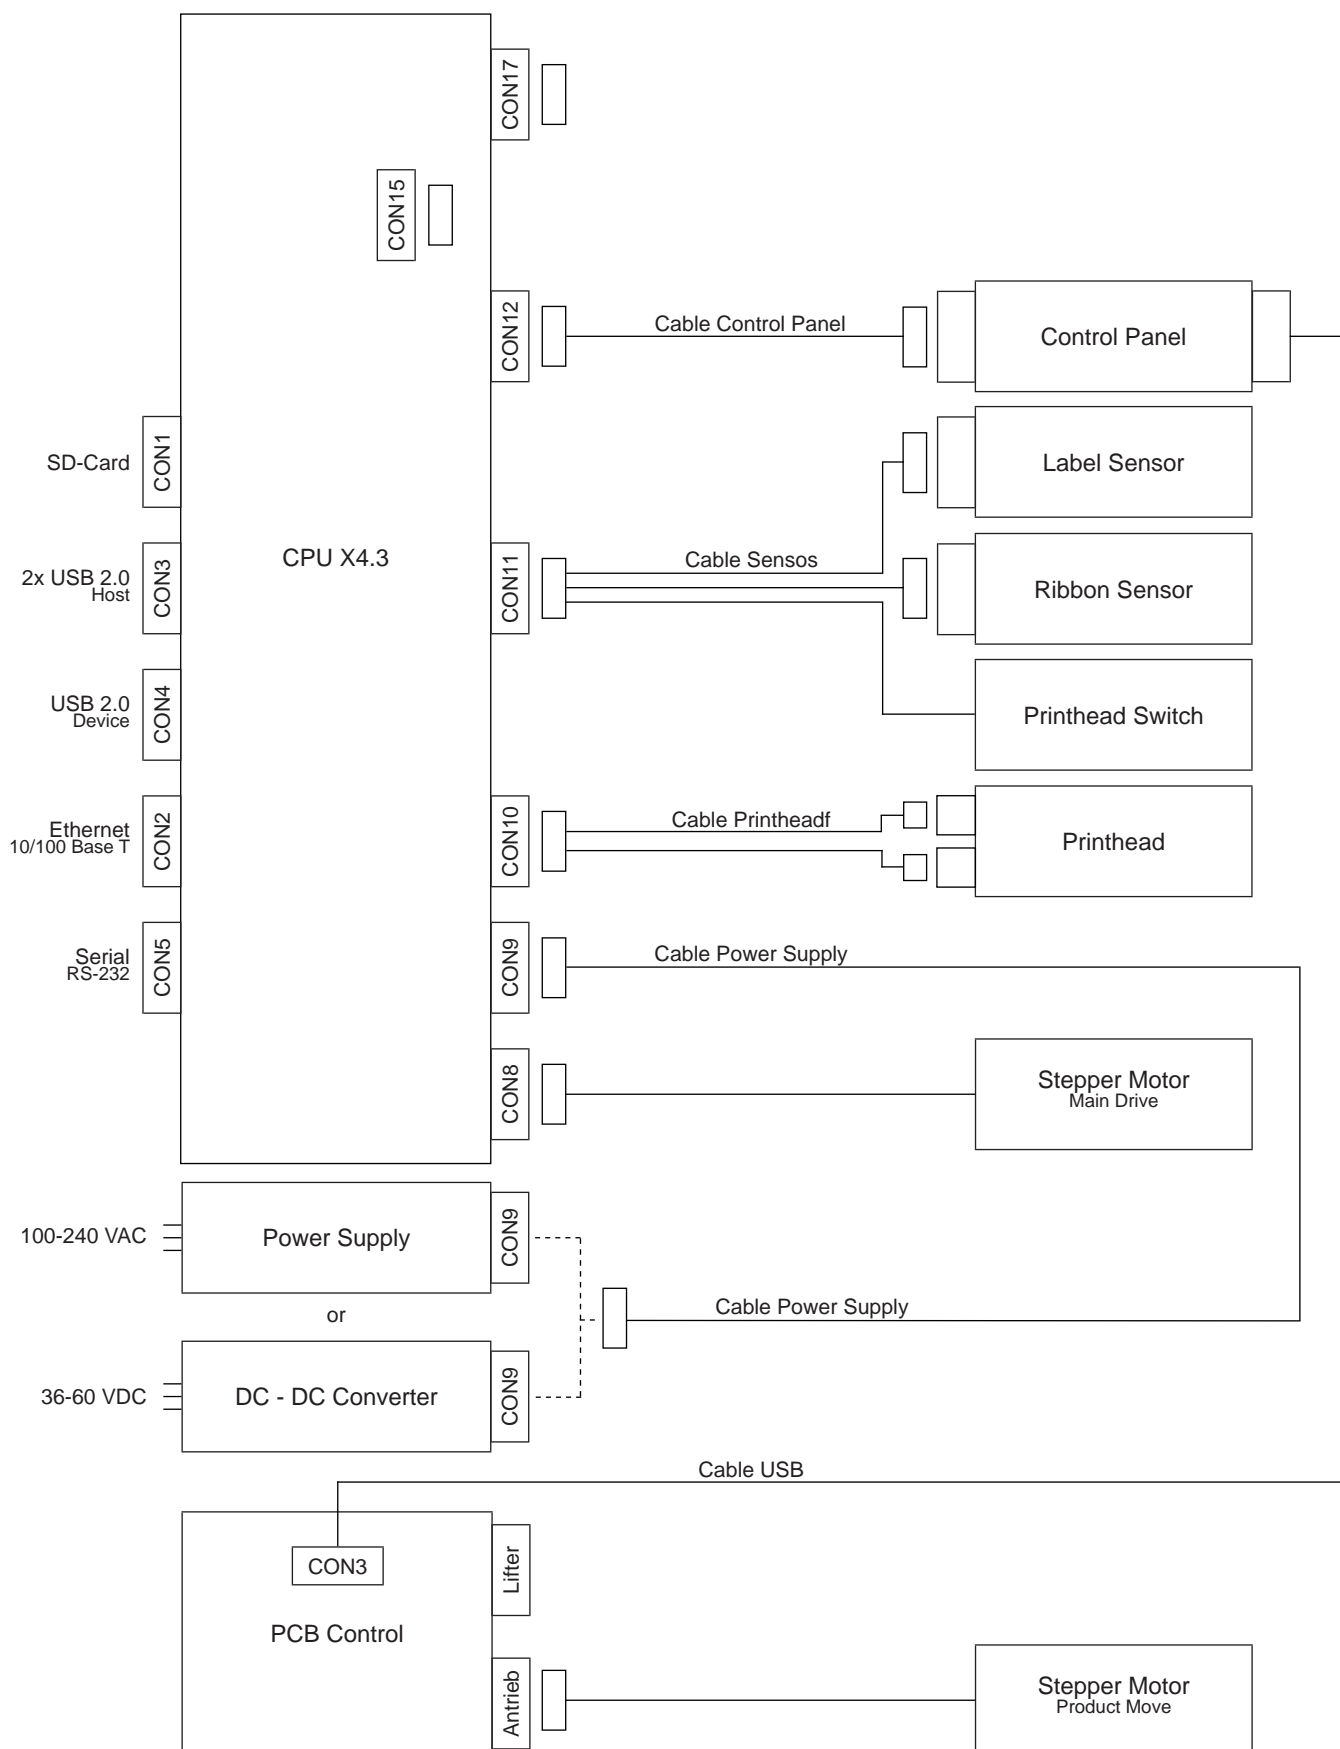 CON17
CON15
CON12
Cable Control Panel
Control Panel
CON1
SD-Card
Label Sensor
CPU X4.3
CON3
2x USB 2.0
Host
CON11
Cable Sensos
Ribbon Sensor
CON4
USB 2.0
Device
Printhead Switch
CON2
Ethernet
10/100 Base T
CON10
Cable Printheadf
Printhead
CON5
Serial
RS-232
CON9
Cable Power Supply
CON8
Stepper Motor
Main Drive
100-240 VAC
Power Supply
CON9
or
Cable Power Supply
36-60 VDC
DC - DC Converter
CON9
Cable USB
CON3
Lifter
PCB Control
Antrieb
Stepper Motor
Product Move